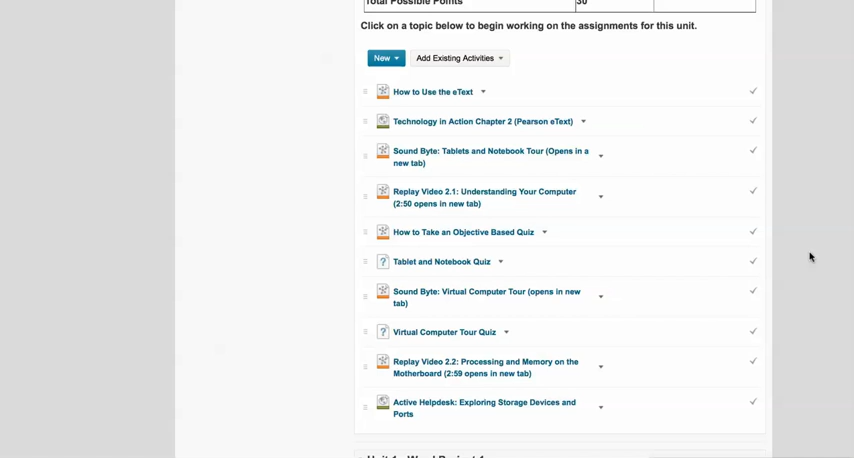 Total Possible Points 30
Click on a topic below to begin working on the assignments for this unit.
New Add Existing Activities
How to Use the eText
Technology in Action Chapter 2 (Pearson eText)
Sound Byte: Tablets and Notebook Tour (Opens in a
new tab)
Replay Video 2.1: Understanding Your Computer
(2:50 opens in new tab)
How to Take an Objective Based Quiz
Tablet and Notebook Quiz
Sound Byte: Virtual Computer Tour (opens in new
tab)
Virtual Computer Tour Quiz
Replay Video 2.2: Processing and Memory on the
Motherboard (2:59 opens in new tab)
Active Helpdesk: Exploring Storage Devices and
Ports
Unit 1 - Word Project 1